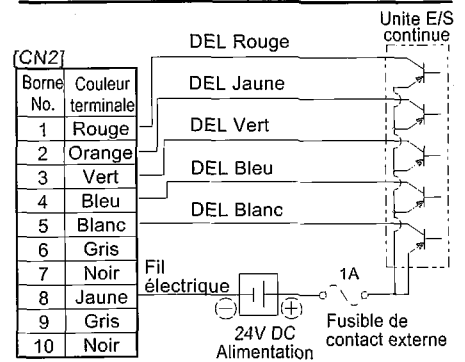 Unite E/S
continue
[CN2]
DEL Rouge
Borne No. Couleur terminale
DEL Jaune
1 Rouge
2 Orange
DEL Vert
3 Vert
DEL Bleu
4 Bleu
DEL Blanc
5 Blanc
6 Gris
7 Noir
Fil
électrique
8 Jaune
1A
9 Gris
10 Noir
24V DC
Alimentation
Fusible de
contact externe